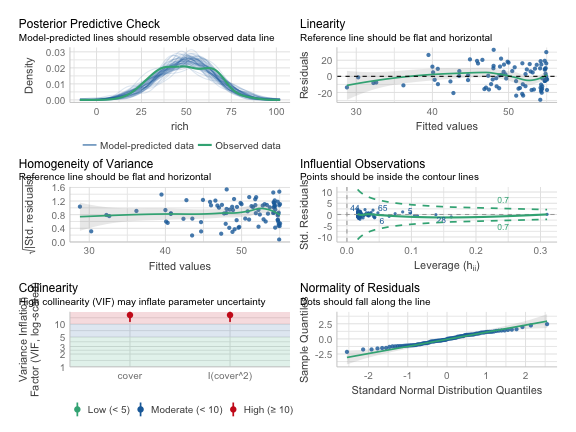 Posterior Predictive Check
Model-predicted lines should resemble observed data line
Density
0.03
0.02
0.01
0.00
0
25
50
75
100
rich
Model-predicted data
Observed data
Linearity
Reference line should be flat and horizontal
Residuals
20
0
-20
30
40
50
Fitted values
Homogeneity of Variance
Reference line should be flat and horizontal
√|Std. residuals|
1.6
1.2
0.8
0.4
0.0
30
40
50
Fitted values
Influential Observations
Points should be inside the contour lines
Std. Residuals
10
5
0
-5
-10
44
65
5
6
28
0.7
0.7
0.0
0.1
0.2
0.3
Leverage (hii)
Collinearity
High collinearity (VIF) may inflate parameter uncertainty
Variance Inflation
Factor (VIF, log-scaled)
10
5
3
2
1
cover
I(cover^2)
Low (< 5)
Moderate (< 10)
High (≥ 10)
Normality of Residuals
Dots should fall along the line
Sample Quantiles
2.5
0.0
-2.5
-2
-1
0
1
2
Standard Normal Distribution Quantiles